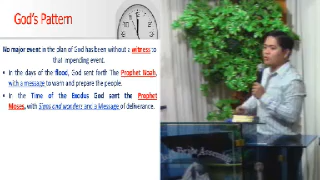 God's Pattern
No major event in the plan of God has been without a witness to
that impending event.
• In the days of the flood, God sent forth The Prophet Noah,
with a message to warn and prepare the people.
• In the Time of the Exodus God sent the Prophet
Moses, with Signs and wonders and a Message of deliverance.